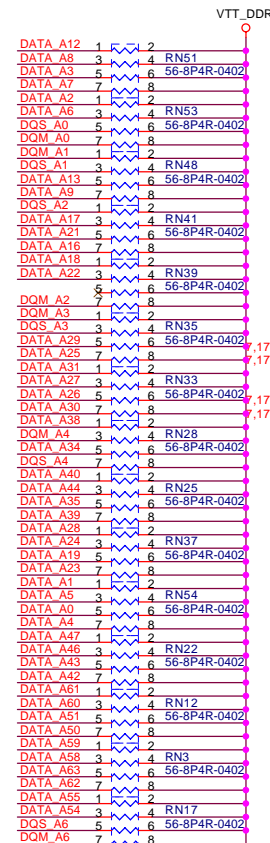 VTT_DDR
DATA_A12 1 2
DATA_A8 3 4 RN51
DATA_A3 5 6 56-8P4R-0402
DATA_A7 7 8
DATA_A2 1 2
DATA_A6 3 4 RN53
DQS_A0 5 6 56-8P4R-0402
DQM_A0 7 8
DQM_A1 1 2
DQS_A1 3 4 RN48
DATA_A13 5 6 56-8P4R-0402
DATA_A9 7 8
DQS_A2 1 2
DATA_A17 3 4 RN41
DATA_A21 5 6 56-8P4R-0402
DATA_A16 7 8
DATA_A18 1 2
DATA_A22 3 4 RN39
5 6 56-8P4R-0402
DQM_A2 7 8
DQM_A3 1 2
DQS_A3 3 4 RN35
DATA_A29 5 6 56-8P4R-0402 7,17
DATA_A25 7 8 7,17
DATA_A31 1 2
DATA_A27 3 4 RN33
DATA_A26 5 6 56-8P4R-0402 7,17
DATA_A30 7 8 7,17
DATA_A38 1 2
DQM_A4 3 4 RN28
DATA_A34 5 6 56-8P4R-0402
DQS_A4 7 8
DATA_A40 1 2
DATA_A44 3 4 RN25
DATA_A35 5 6 56-8P4R-0402
DATA_A39 7 8
DATA_A28 1 2
DATA_A24 3 4 RN37
DATA_A19 5 6 56-8P4R-0402
DATA_A23 7 8
DATA_A1 1 2
DATA_A5 3 4 RN54
DATA_A0 5 6 56-8P4R-0402
DATA_A4 7 8
DATA_A47 1 2
DATA_A46 3 4 RN22
DATA_A43 5 6 56-8P4R-0402
DATA_A42 7 8
DATA_A61 1 2
DATA_A60 3 4 RN12
DATA_A51 5 6 56-8P4R-0402
DATA_A50 7 8
DATA_A59 1 2
DATA_A58 3 4 RN3
DATA_A63 5 6 56-8P4R-0402
DATA_A62 7 8
DATA_A55 1 2
DATA_A54 3 4 RN17
DQS_A6 5 6 56-8P4R-0402
DQM_A6 7 8